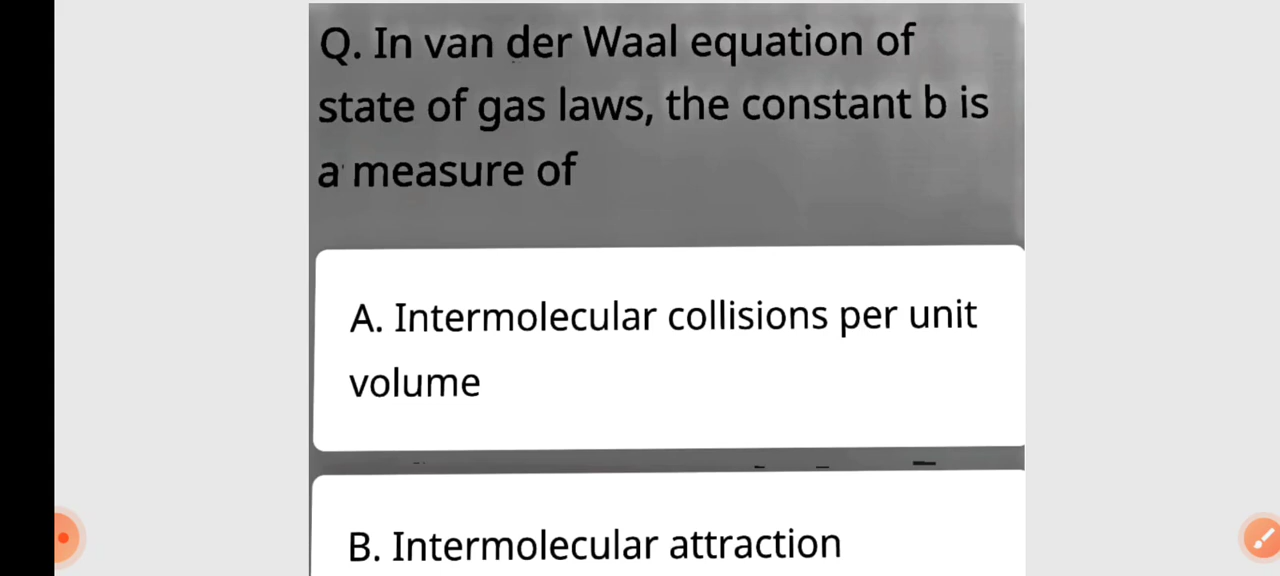 Q. In van der Waal equation of
state of gas laws, the constant b is
a measure of
A. Intermolecular collisions per unit
volume
B. Intermolecular attraction